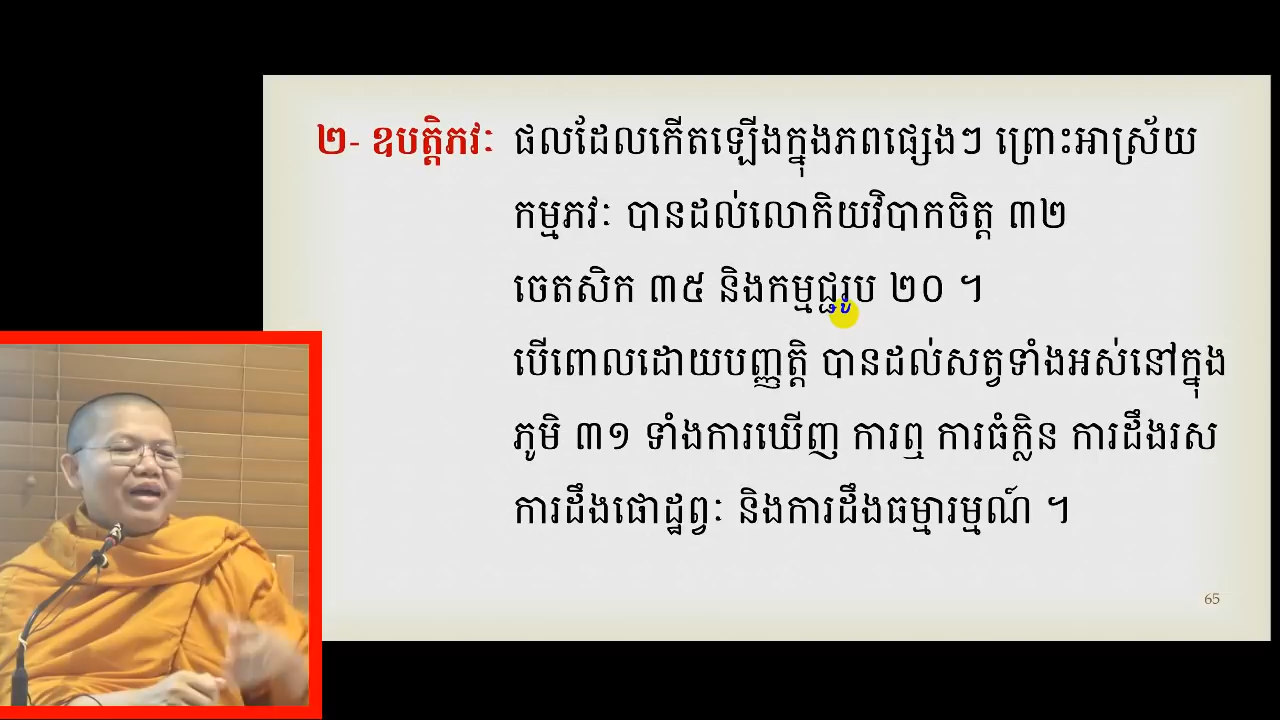 ២- ឧបត្តិភវៈ ផលដែលកើតឡើងក្នុងភពផ្សេងៗ ព្រោះអាស្រ័យ
កម្មភវៈ បានដល់លោកិយវិបាកចិត្ត ៣២
ចេតសិក ៣៥ និងកម្មជ្ជរូប ២០ ។
បើពោលដោយបញ្ញត្តិ បានដល់សត្វទាំងអស់នៅក្នុង
ភូមិ ៣១ ទាំងការឃើញ ការឮ ការធំក្លិន ការដឹងរស
ការដឹងផោដ្ឋព្វៈ និងការដឹងធម្មារម្មណ៍ ។
65